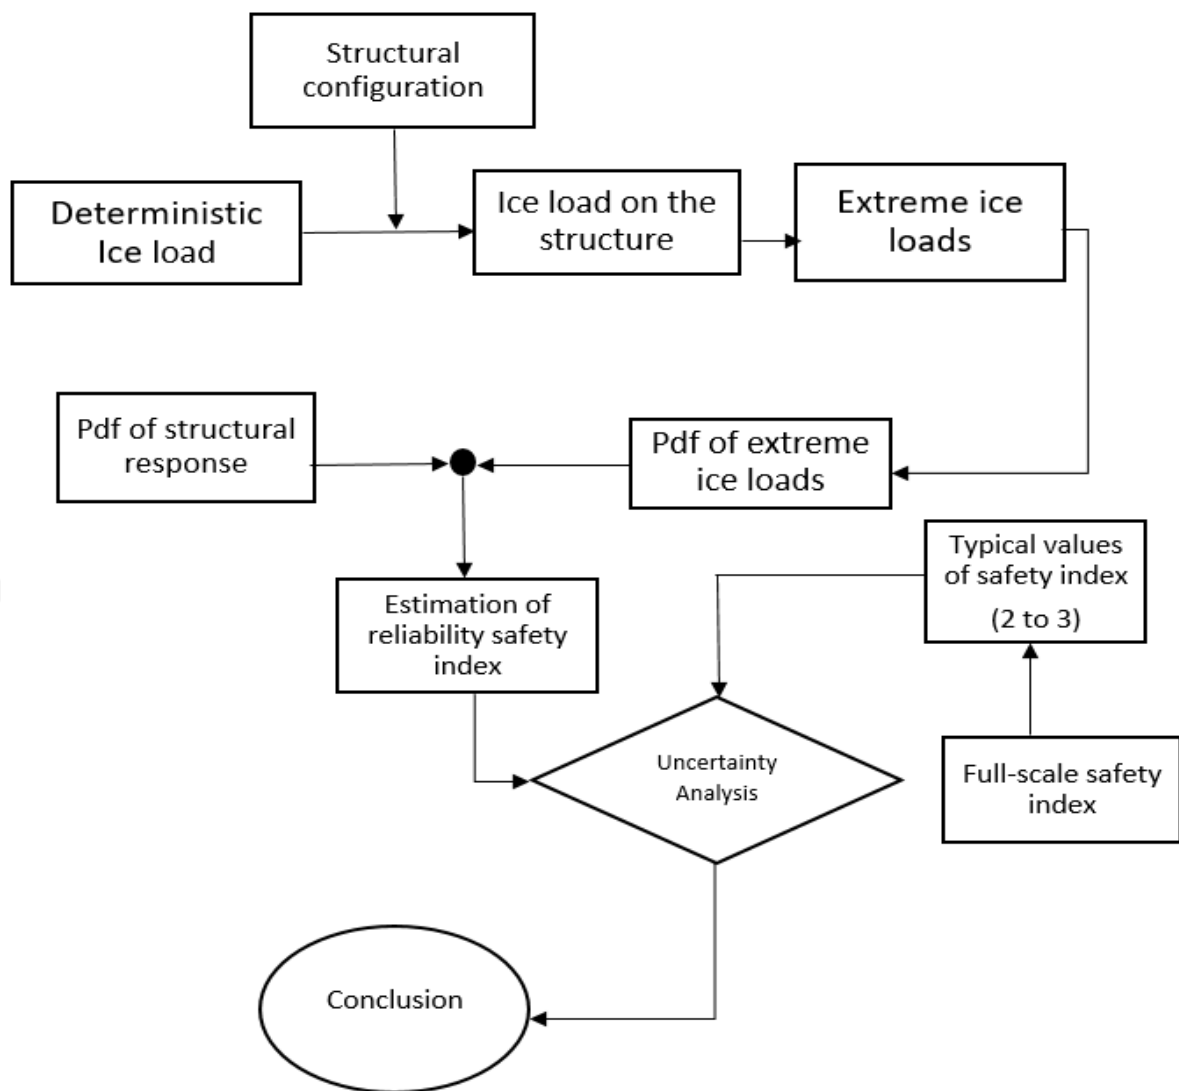 Structural
configuration
Deterministic
Ice load
Ice load on the
structure
Extreme ice
loads
Pdf of structural
response
Pdf of extreme
ice loads
Typical values
of safety index
(2 to 3)
Estimation of
reliability safety
index
Uncertainty
Analysis
Full-scale safety
index
Conclusion